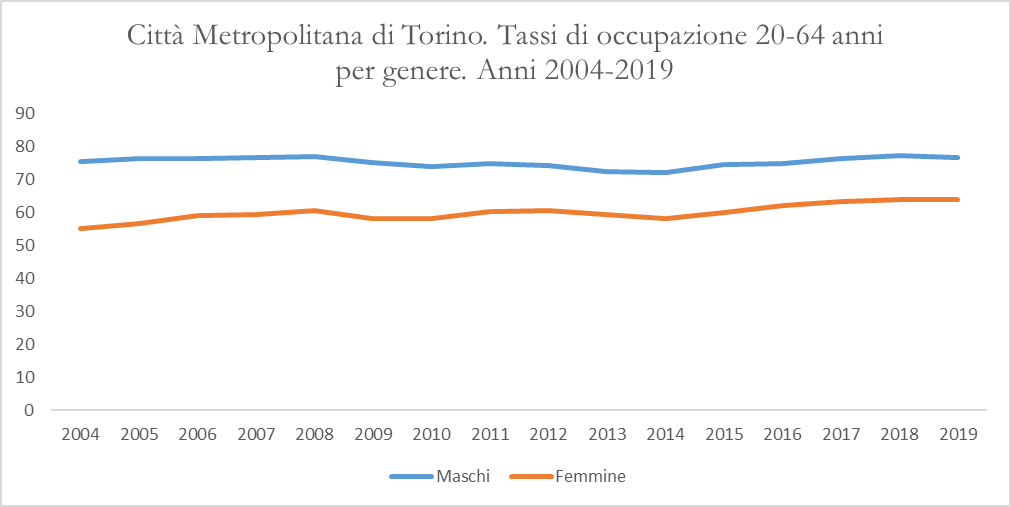 Città Metropolitana di Torino. Tassi di occupazione 20-64 anni
per genere. Anni 2004-2019
90
80
70
60
50
40
30
20
10
0
2004 2005 2006 2007 2008 2009 2010 2011 2012 2013 2014 2015 2016 2017 2018 2019
Maschi Femmine